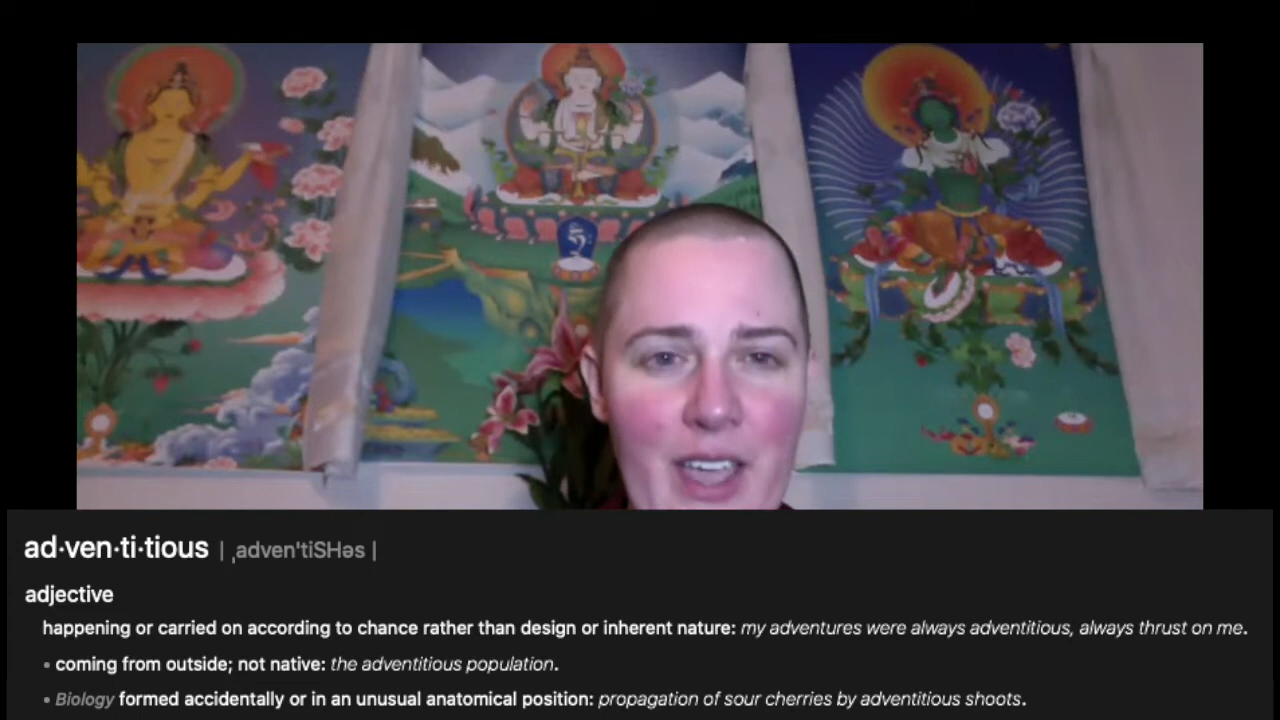 ad·ven·ti·tious | ˌadven'tiSHəs |
adjective
happening or carried on according to chance rather than design or inherent nature: my adventures were always adventitious, always thrust on me.
• coming from outside; not native: the adventitious population.
• Biology formed accidentally or in an unusual anatomical position: propagation of sour cherries by adventitious shoots.